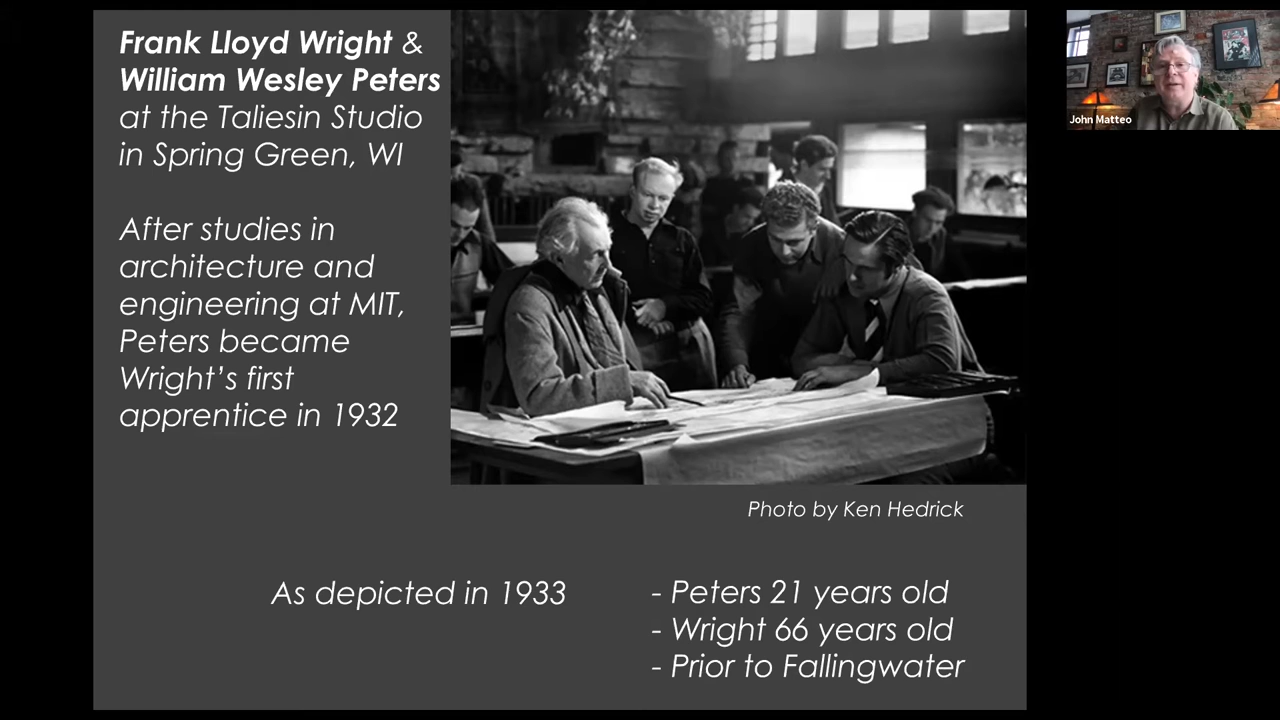 Frank Lloyd Wright &
William Wesley Peters
at the Taliesin Studio
in Spring Green, WI
After studies in
architecture and
engineering at MIT,
Peters became
Wright's first
apprentice in 1932
Photo by Ken Hedrick
As depicted in 1933
- Peters 21 years old
- Wright 66 years old
- Prior to Fallingwater
John Matteo